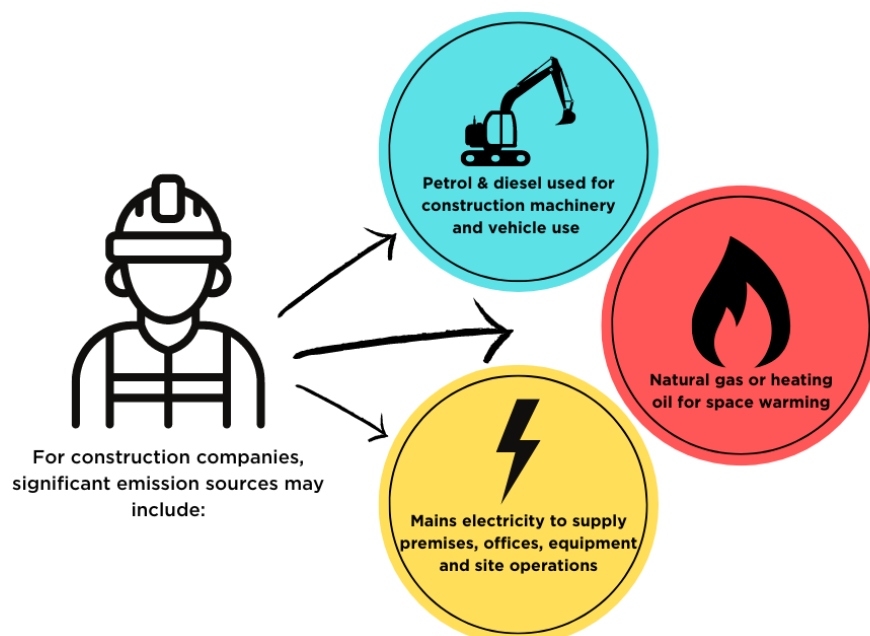 For construction companies,
significant emission sources may
include:
Petrol & diesel used for
construction machinery
and vehicle use
Natural gas or heating
oil for space warming
Mains electricity to supply
premises, offices, equipment
and site operations